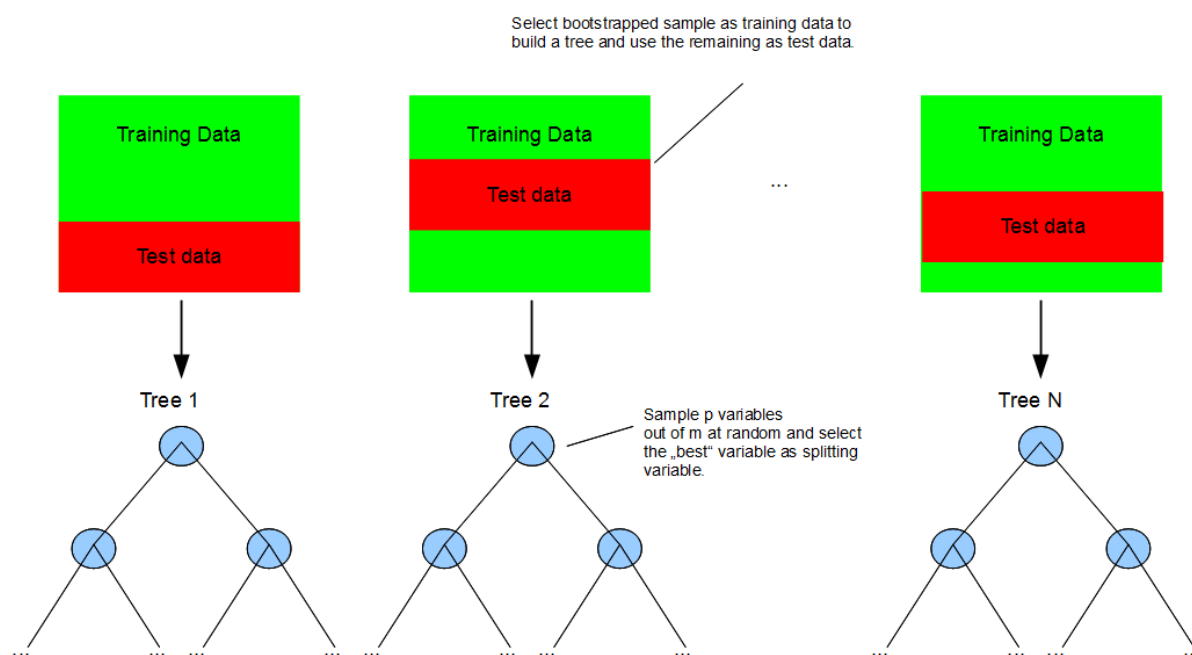 Select bootstrapped sample as training data to
build a tree and use the remaining as test data.
Training Data
Test data
Training Data
Test data
...
Training Data
Test data
Tree 1
Tree 2
Tree N
Sample p variables
out of m at random and select
the „best“ variable as splitting
variable.
... ... ... ... ... ... ... ... ... ... ... ...